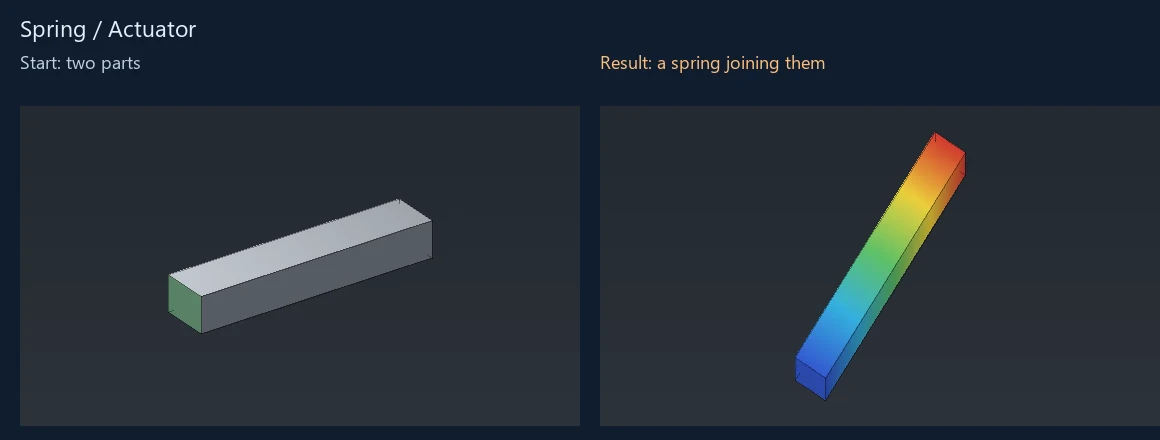 Spring / Actuator
Start: two parts
Result: a spring joining them